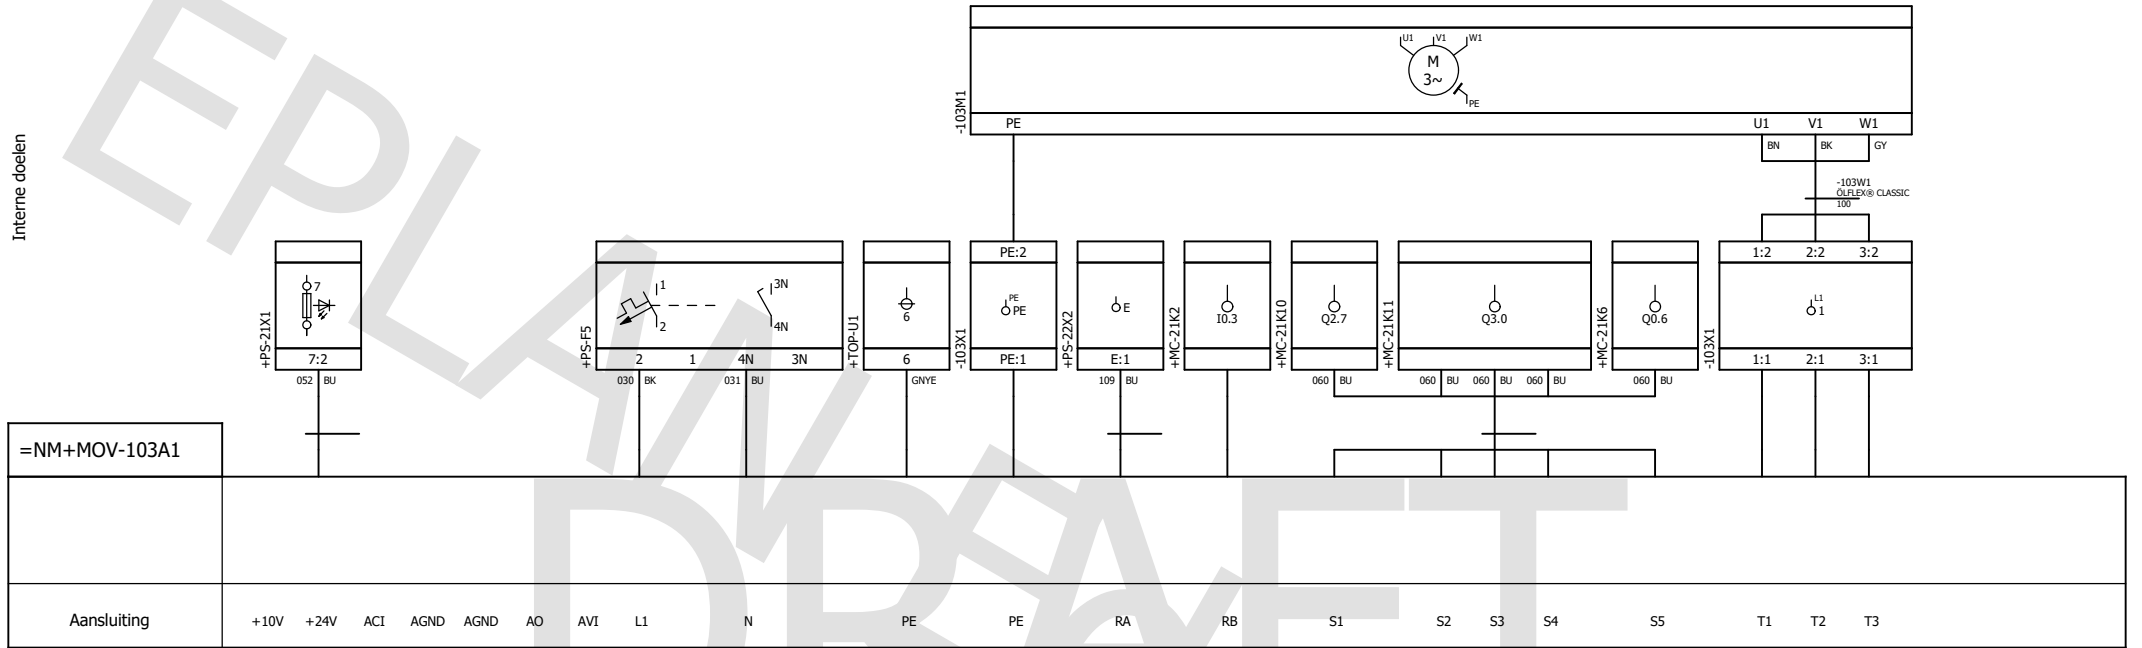 Interne doelen
-103M1
U1 V1 W1
M
3~
PE
PE U1 V1 W1
BN BK GY
-103W1
ÖLFLEX® CLASSIC
100
+PS-21X1
7
7:2
052 BU
+PS-F5
1 3N
2 4N
2 1 4N 3N
030 BK 031 BU
+TOP-U1
6
6
GNYE
-103X1
PE:2
PE
PE
PE:1
+PS-22X2
E
E:1
109 BU
+MC-21K2
I0.3
+MC-21K10
Q2.7
060 BU
+MC-21K11
Q3.0
060 BU 060 BU 060 BU
+MC-21K6
Q0.6
060 BU
-103X1
1:2 2:2 3:2
L1
1
1:1 2:1 3:1
=NM+MOV-103A1
Aansluiting +10V +24V ACI AGND AGND AO AVI L1 N PE PE RA RB S1 S2 S3 S4 S5 T1 T2 T3
EPLAN
DRAFT